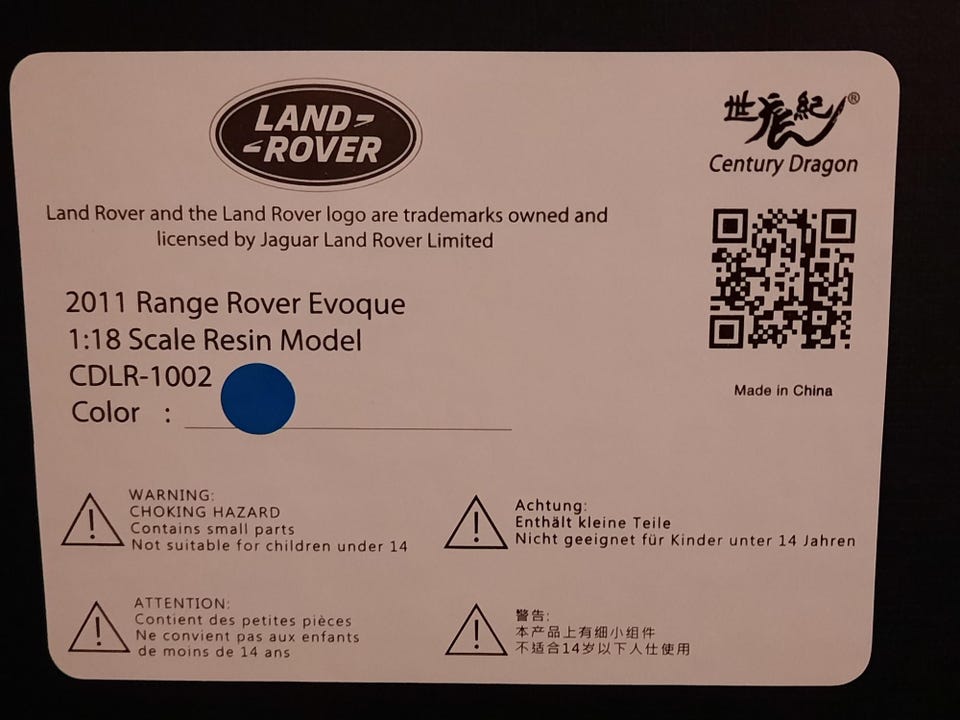 LAND
ROVER
世龙紀®
Century Dragon
Land Rover and the Land Rover logo are trademarks owned and
licensed by Jaguar Land Rover Limited
2011 Range Rover Evoque
1:18 Scale Resin Model
CDLR-1002
Color :
Made in China
WARNING:
CHOKING HAZARD
Contains small parts
Not suitable for children under 14
Achtung:
Enthält kleine Teile
Nicht geeignet für Kinder unter 14 Jahren
ATTENTION:
Contient des petites pièces
Ne convient pas aux enfants
de moins de 14 ans
警告:
本产品上有细小组件
不适合14岁以下人仕使用